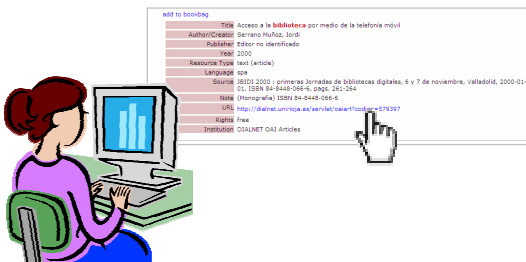 add to bookbag
Title Acceso a la biblioteca por medio de la telefonía móvil
Author/Creator Serrano Muñoz, Jordi
Publisher Editor no identificado
Year 2000
Resource Type text (article)
Language spa
Source JBIDI 2000 : primeras Jornadas de bibliotecas digitales, 6 y 7 de noviembre, Valladolid, 2000-01-
01, ISBN 84-8448-066-6, pags. 261-264
Note (Monografia) ISBN 84-8448-066-6
URL http://dialnet.unirioja.es/servlet/oaiart?codigo=579397
Rights free
Institution DIALNET OAI Articles